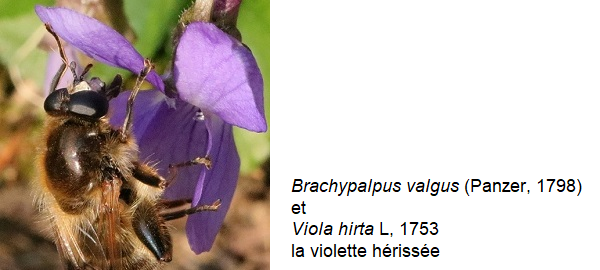 Brachypalpus valgus (Panzer, 1798)
et
Viola hirta L, 1753
la violette hérissée